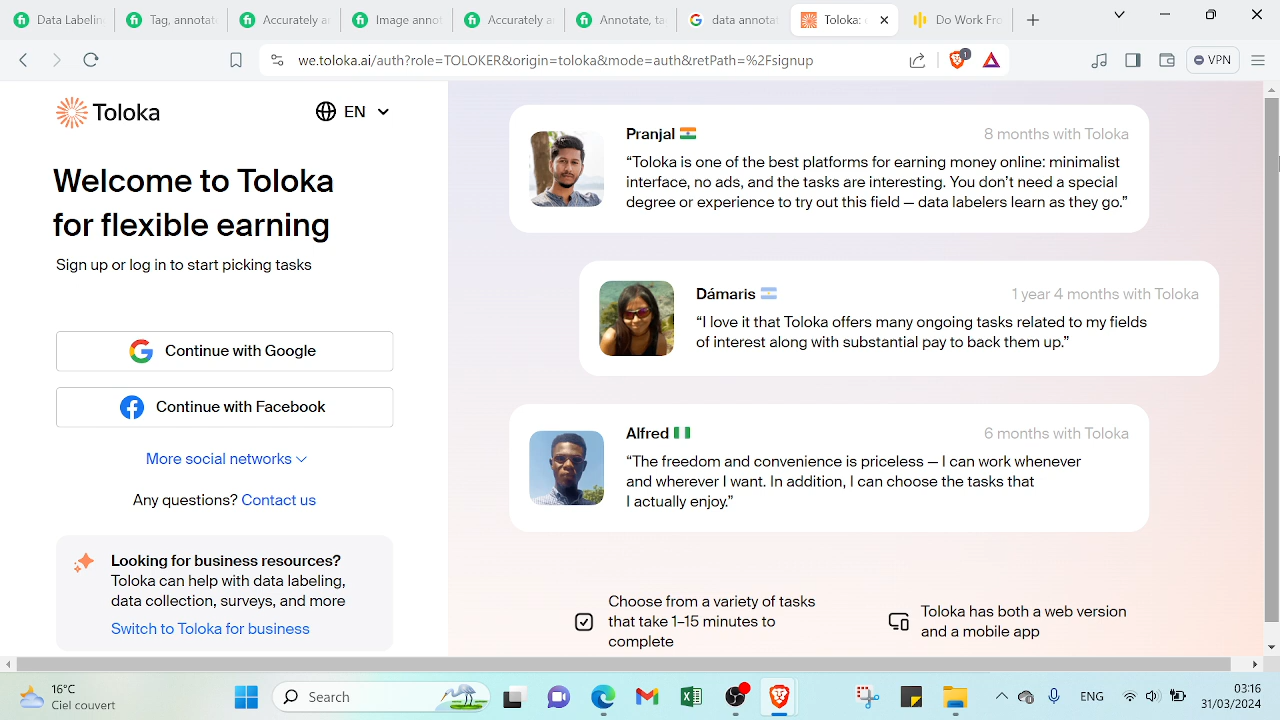 Data Labelin
Tag, annotat
Accurately an
Image annot
Accurately an
Annotate, ta
data annotat
Toloka:
Do Work Fro
we.toloka.ai/auth?role=TOLOKER&origin=toloka&mode=auth&retPath=%2Fsignup
1
VPN
Toloka
EN
Welcome to Toloka
for flexible earning
Sign up or log in to start picking tasks
Continue with Google
Continue with Facebook
More social networks
Any questions? Contact us
Looking for business resources?
Toloka can help with data labeling,
data collection, surveys, and more
Switch to Toloka for business
Pranjal
8 months with Toloka
“Toloka is one of the best platforms for earning money online: minimalist
interface, no ads, and the tasks are interesting. You don’t need a special
degree or experience to try out this field — data labelers learn as they go.”
Dámaris
1 year 4 months with Toloka
“I love it that Toloka offers many ongoing tasks related to my fields
of interest along with substantial pay to back them up.”
Alfred
6 months with Toloka
“The freedom and convenience is priceless — I can work whenever
and wherever I want. In addition, I can choose the tasks that
I actually enjoy.”
Choose from a variety of tasks
that take 1–15 minutes to
complete
Toloka has both a web version
and a mobile app
16°C
Ciel couvert
Search
ENG
03:16
31/03/2024